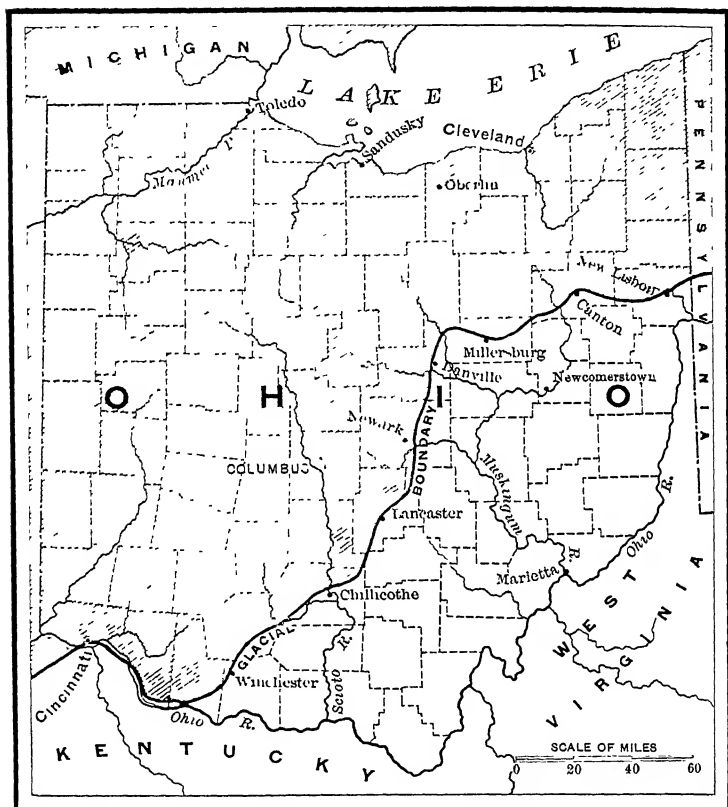 MICHIGAN
LAKE ERIE
Toledo
Maumee R.
Sandusky
Cleveland
Oberlin
PENNSYLVANIA
New Lisbon
Canton
Millersburg
Danville
Newcomerstown
OHIO
Newark
COLUMBUS
GLACIAL BOUNDARY
Muskingum R.
Lancaster
Ohio R.
Marietta
WEST VIRGINIA
Chillicothe
Scioto R.
Winchester
Cincinnati
Ohio R.
KENTUCKY
SCALE OF MILES
0 20 40 60